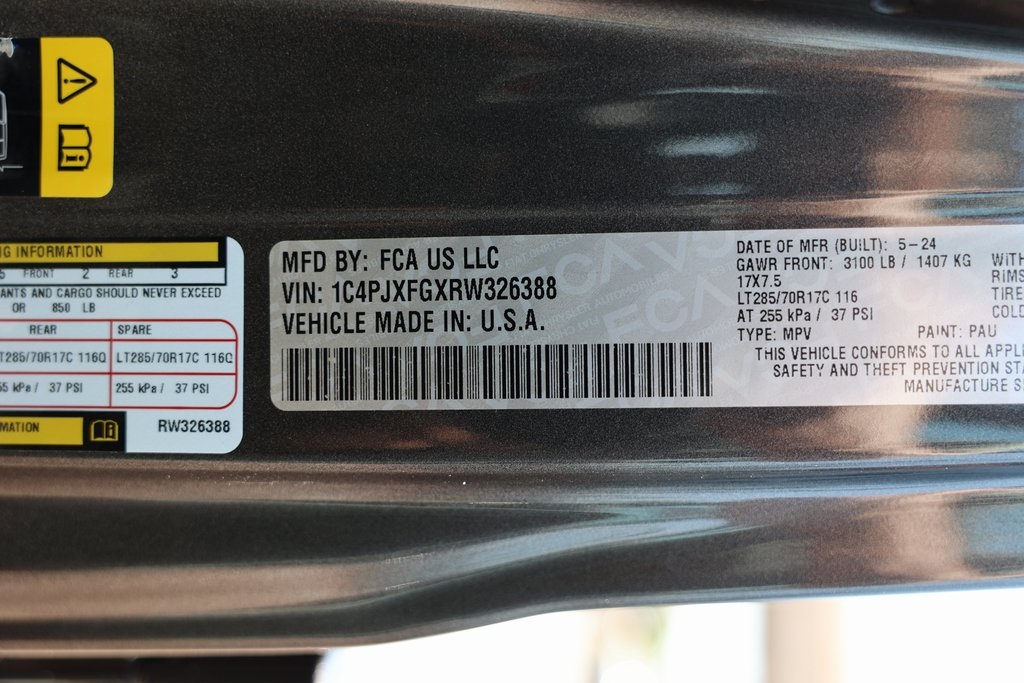 NG INFORMATION
5 FRONT 2 REAR 3
ANTS AND CARGO SHOULD NEVER EXCEED
OR 850 LB
REAR SPARE
LT285/70R17C 116Q LT285/70R17C 116Q
255 kPa / 37 PSI 255 kPa / 37 PSI
MATION
RW326388
MFD BY: FCA US LLC
VIN: 1C4PJXFGXRW326388
VEHICLE MADE IN: U.S.A.
DATE OF MFR (BUILT): 5-24
GAWR FRONT: 3100 LB / 1407 KG WITH
17X7.5 RIMS
LT285/70R17C 116 TIRE
AT 255 kPa / 37 PSI COLD
TYPE: MPV PAINT: PAU
THIS VEHICLE CONFORMS TO ALL APPL
SAFETY AND THEFT PREVENTION STA
MANUFACTURE S